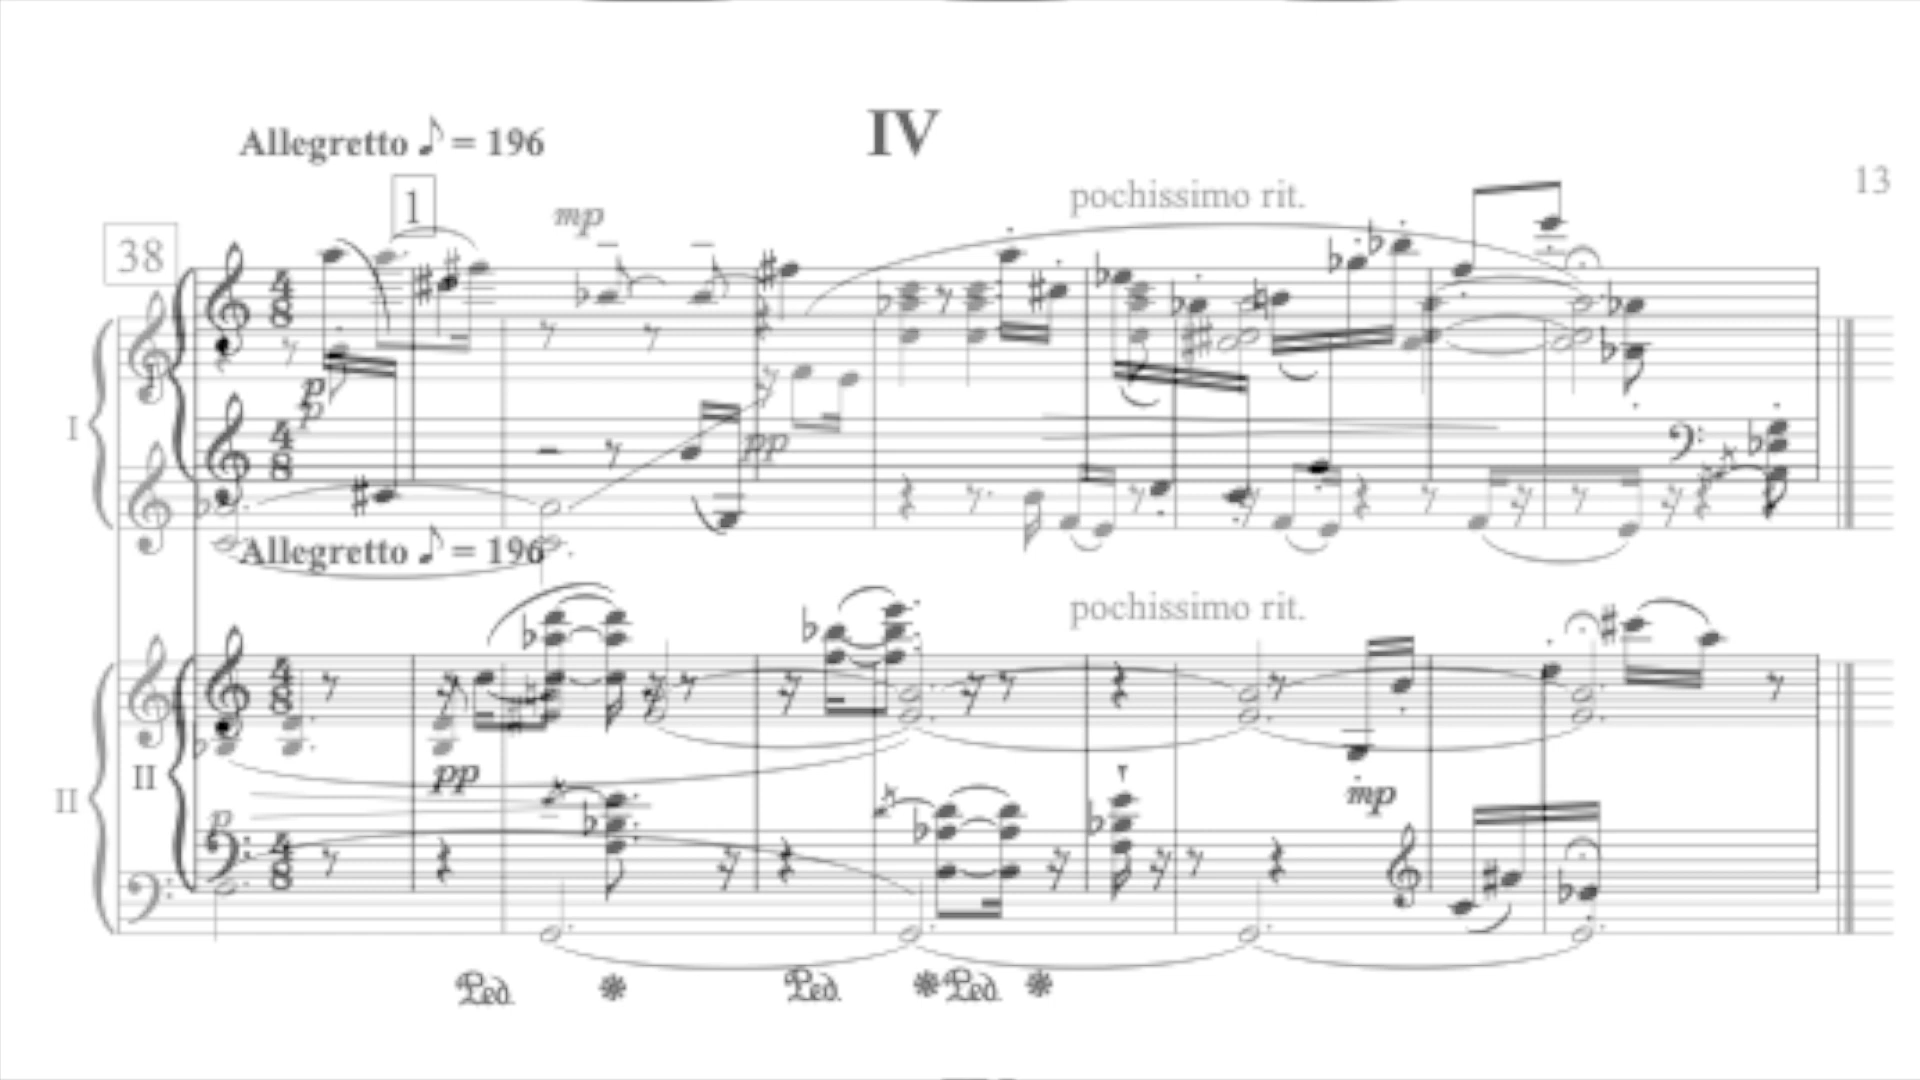 IV
Allegretto ♪ = 196
13
pochissimo rit.
1
mp
38
p
p
pp
I
Allegretto ♪ = 196
pochissimo rit.
pp
II
mp
II
p
Ped. * Ped. * Ped. *